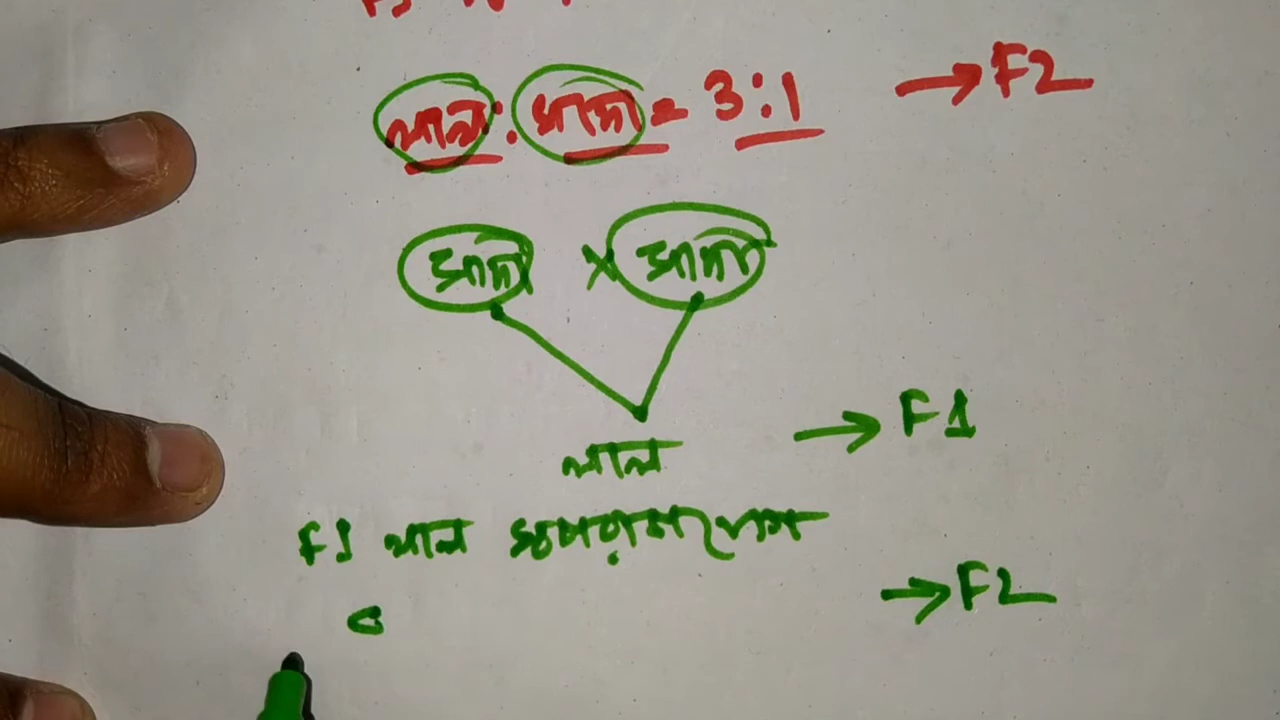 লাল : সাদা = 3:1 → F2
সাদা × সাদা
লাল → F1
F1 লাল স্বপরাগযোগ
→ F2